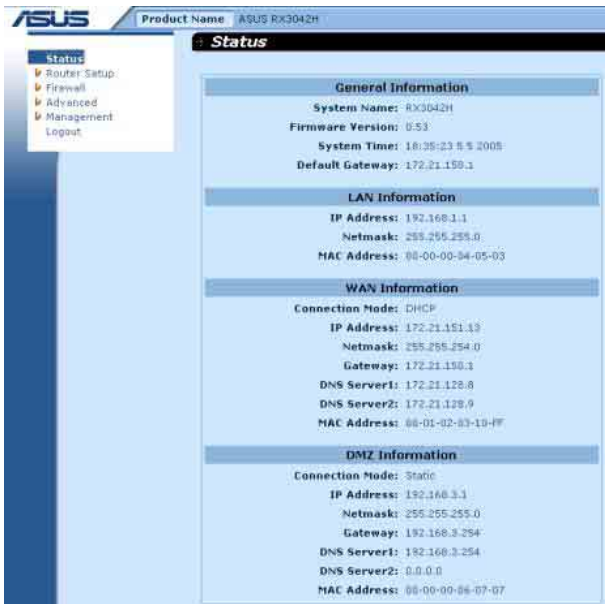 ASUS
Product Name ASUS RX3042H
Status
Status
Router Setup
Firewall
Advanced
Management
Logout
General Information
System Name: RX3042H
Firmware Version: 0.53
System Time: 18:35:23 5 5 2005
Default Gateway: 172.21.150.1
LAN Information
IP Address: 192.168.1.1
Netmask: 255.255.255.0
MAC Address: 00-00-00-04-05-03
WAN Information
Connection Mode: DHCP
IP Address: 172.21.151.13
Netmask: 255.255.254.0
Gateway: 172.21.150.1
DNS Server1: 172.21.128.8
DNS Server2: 172.21.128.9
MAC Address: 00-01-02-03-10-FF
DMZ Information
Connection Mode: Static
IP Address: 192.168.3.1
Netmask: 255.255.255.0
Gateway: 192.168.3.254
DNS Server1: 192.168.3.254
DNS Server2: 0.0.0.0
MAC Address: 00-00-00-06-07-07